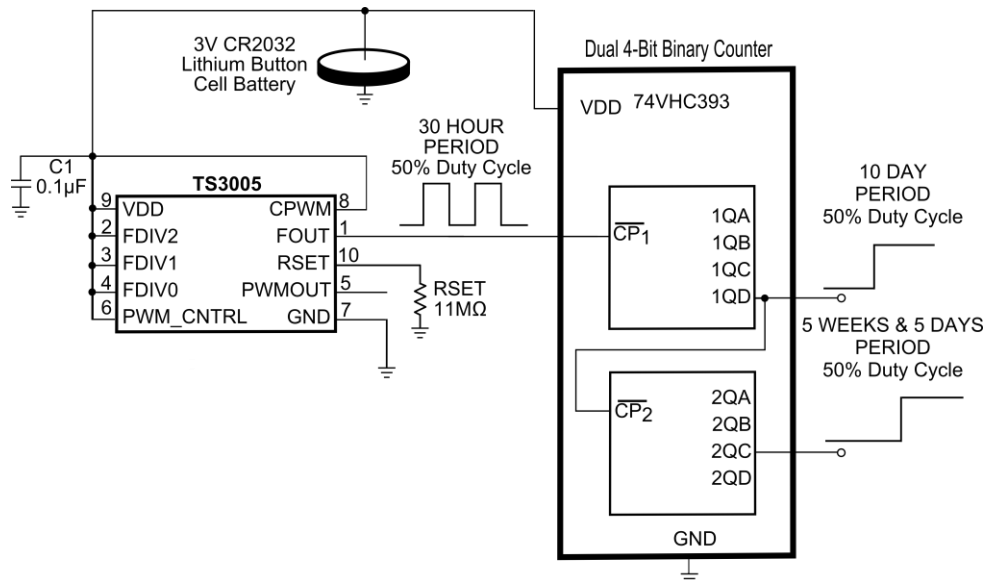 3V CR2032
Lithium Button
Cell Battery
Dual 4-Bit Binary Counter
VDD 74VHC393
30 HOUR
PERIOD
50% Duty Cycle
C1
0.1µF
TS3005
9 VDD CPWM 8
2 FDIV2 FOUT 1
3 FDIV1 RSET 10
4 FDIV0 PWMOUT 5
6 PWM_CNTRL GND 7
RSET
11MΩ
CP1
1QA
1QB
1QC
1QD
10 DAY
PERIOD
50% Duty Cycle
5 WEEKS & 5 DAYS
PERIOD
50% Duty Cycle
CP2
2QA
2QB
2QC
2QD
GND